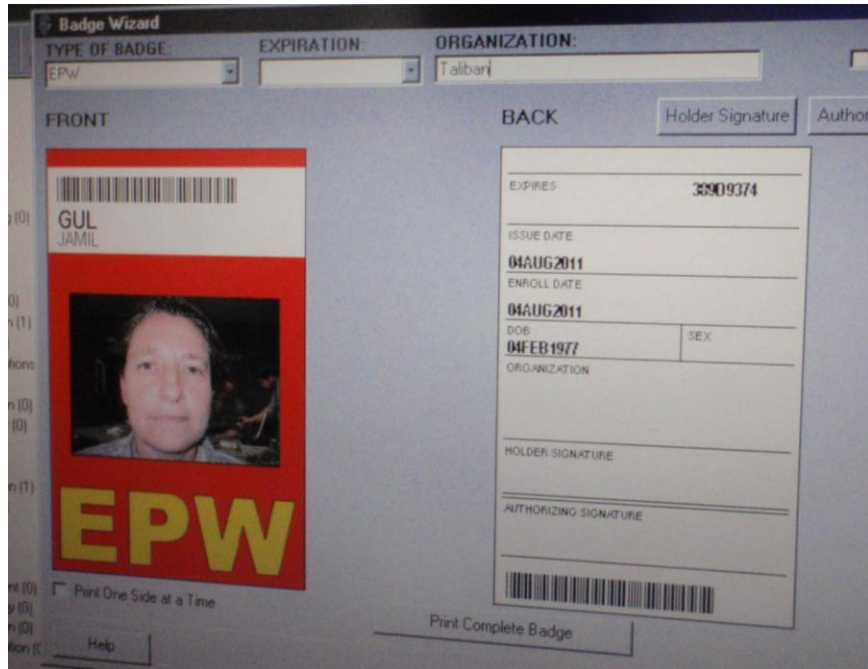 Badge Wizard
TYPE OF BADGE:
EXPIRATION:
ORGANIZATION:
EPW
Taliban
FRONT
BACK
Holder Signature
GUL
JAMIL
EPW
EXPIRES
ISSUE DATE
04AUG2011
ENROLL DATE
04AUG2011
DOB
SEX
04FEB1977
ORGANIZATION
HOLDER SIGNATURE
AUTHORIZING SIGNATURE
Print One Side at a Time
Print Complete Badge
Help